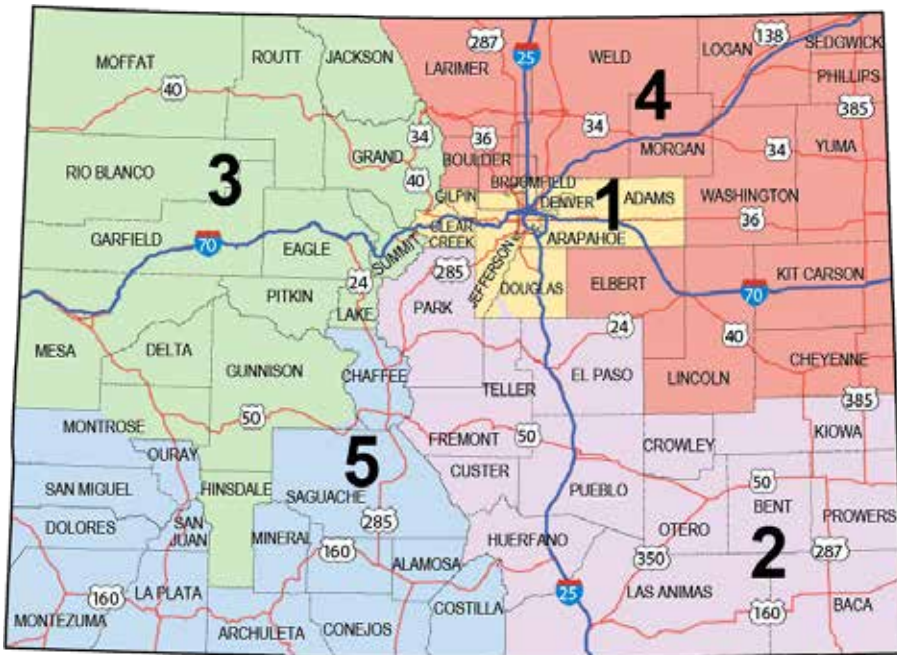 MOFFAT
ROUTT
JACKSON
287
25
LARIMER
WELD
LOGAN
138
SEDGWICK
PHILLIPS
40
4
385
34
36
34
GRAND
BOULDER
MORGAN
34
YUMA
RIO BLANCO
3
40
GILPIN
BROOMFIELD
DENVER
1
ADAMS
WASHINGTON
36
GARFIELD
70
EAGLE
SUMMIT
CLEAR
CREEK
ARAPAHOE
24
285
JEFFERSON
DOUGLAS
ELBERT
KIT CARSON
70
PITKIN
LAKE
PARK
24
40
MESA
DELTA
GUNNISON
CHAFFEE
TELLER
EL PASO
LINCOLN
CHEYENNE
385
MONTROSE
50
FREMONT
50
CROWLEY
KIOWA
OURAY
5
CUSTER
50
SAN MIGUEL
HINSDALE
SAGUACHE
PUEBLO
BENT
PROWERS
DOLORES
SAN
JUAN
MINERAL
285
OTERO
2
160
HUERFANO
350
287
ALAMOSA
LA PLATA
160
MONTEZUMA
ARCHULETA
CONEJOS
COSTILLA
25
LAS ANIMAS
160
BACA